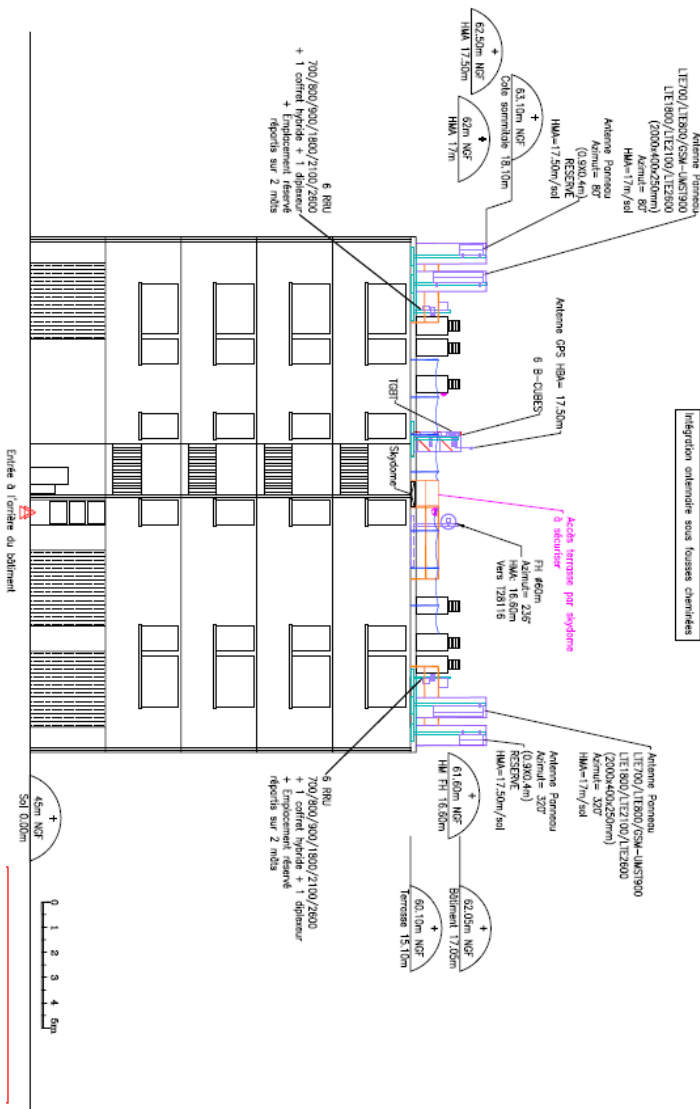 Intégration antennaire sous fausses cheminées
Antenne Panneau
LTE700/LTE800/GSM-UMST900
LTE1800/LTE2100/LTE2600
(2000x400x250mm)
Azimut= 80°
HMA=17m/sol
Antenne Panneau
Azimut= 80°
(0.9X0.4m)
RESERVE
HMA=17.50m/sol
+
63.10m NGF
Cote sommitale 18.10m
+
62.50m NGF
HMA 17.50m
+
62m NGF
HMA 17m
6 RRU
700/800/900/1800/2100/2600
+ 1 coffret hybride + 1 diplexeur
+ Emplacement réservé
répartis sur 2 mâts
Antenne GPS HBA= 17.50m
6 B-CUBES
TGBT
Skydome
Accès terrasse par skydome
à sécuriser
FH Ø60m
Azimut= 236°
HMA: 16.60m
Vers T28116
Antenne Panneau
LTE700/LTE800/GSM-UMST900
LTE1800/LTE2100/LTE2600
(2000x400x250mm)
Azimut= 320°
HMA=17m/sol
Antenne Panneau
Azimut= 320°
(0.9X0.4m)
RESERVE
HMA=17.50m/sol
+
62.05m NGF
Bâtiment 17.05m
+
61.60m NGF
HM FH 16.60m
+
60.10m NGF
Terrasse 15.10m
6 RRU
700/800/900/1800/2100/2600
+ 1 coffret hybride + 1 diplexeur
+ Emplacement réservé
répartis sur 2 mâts
+
45m NGF
Sol 0.00m
Entrée à l'arrière du bâtiment
0 1 2 3 4 5m